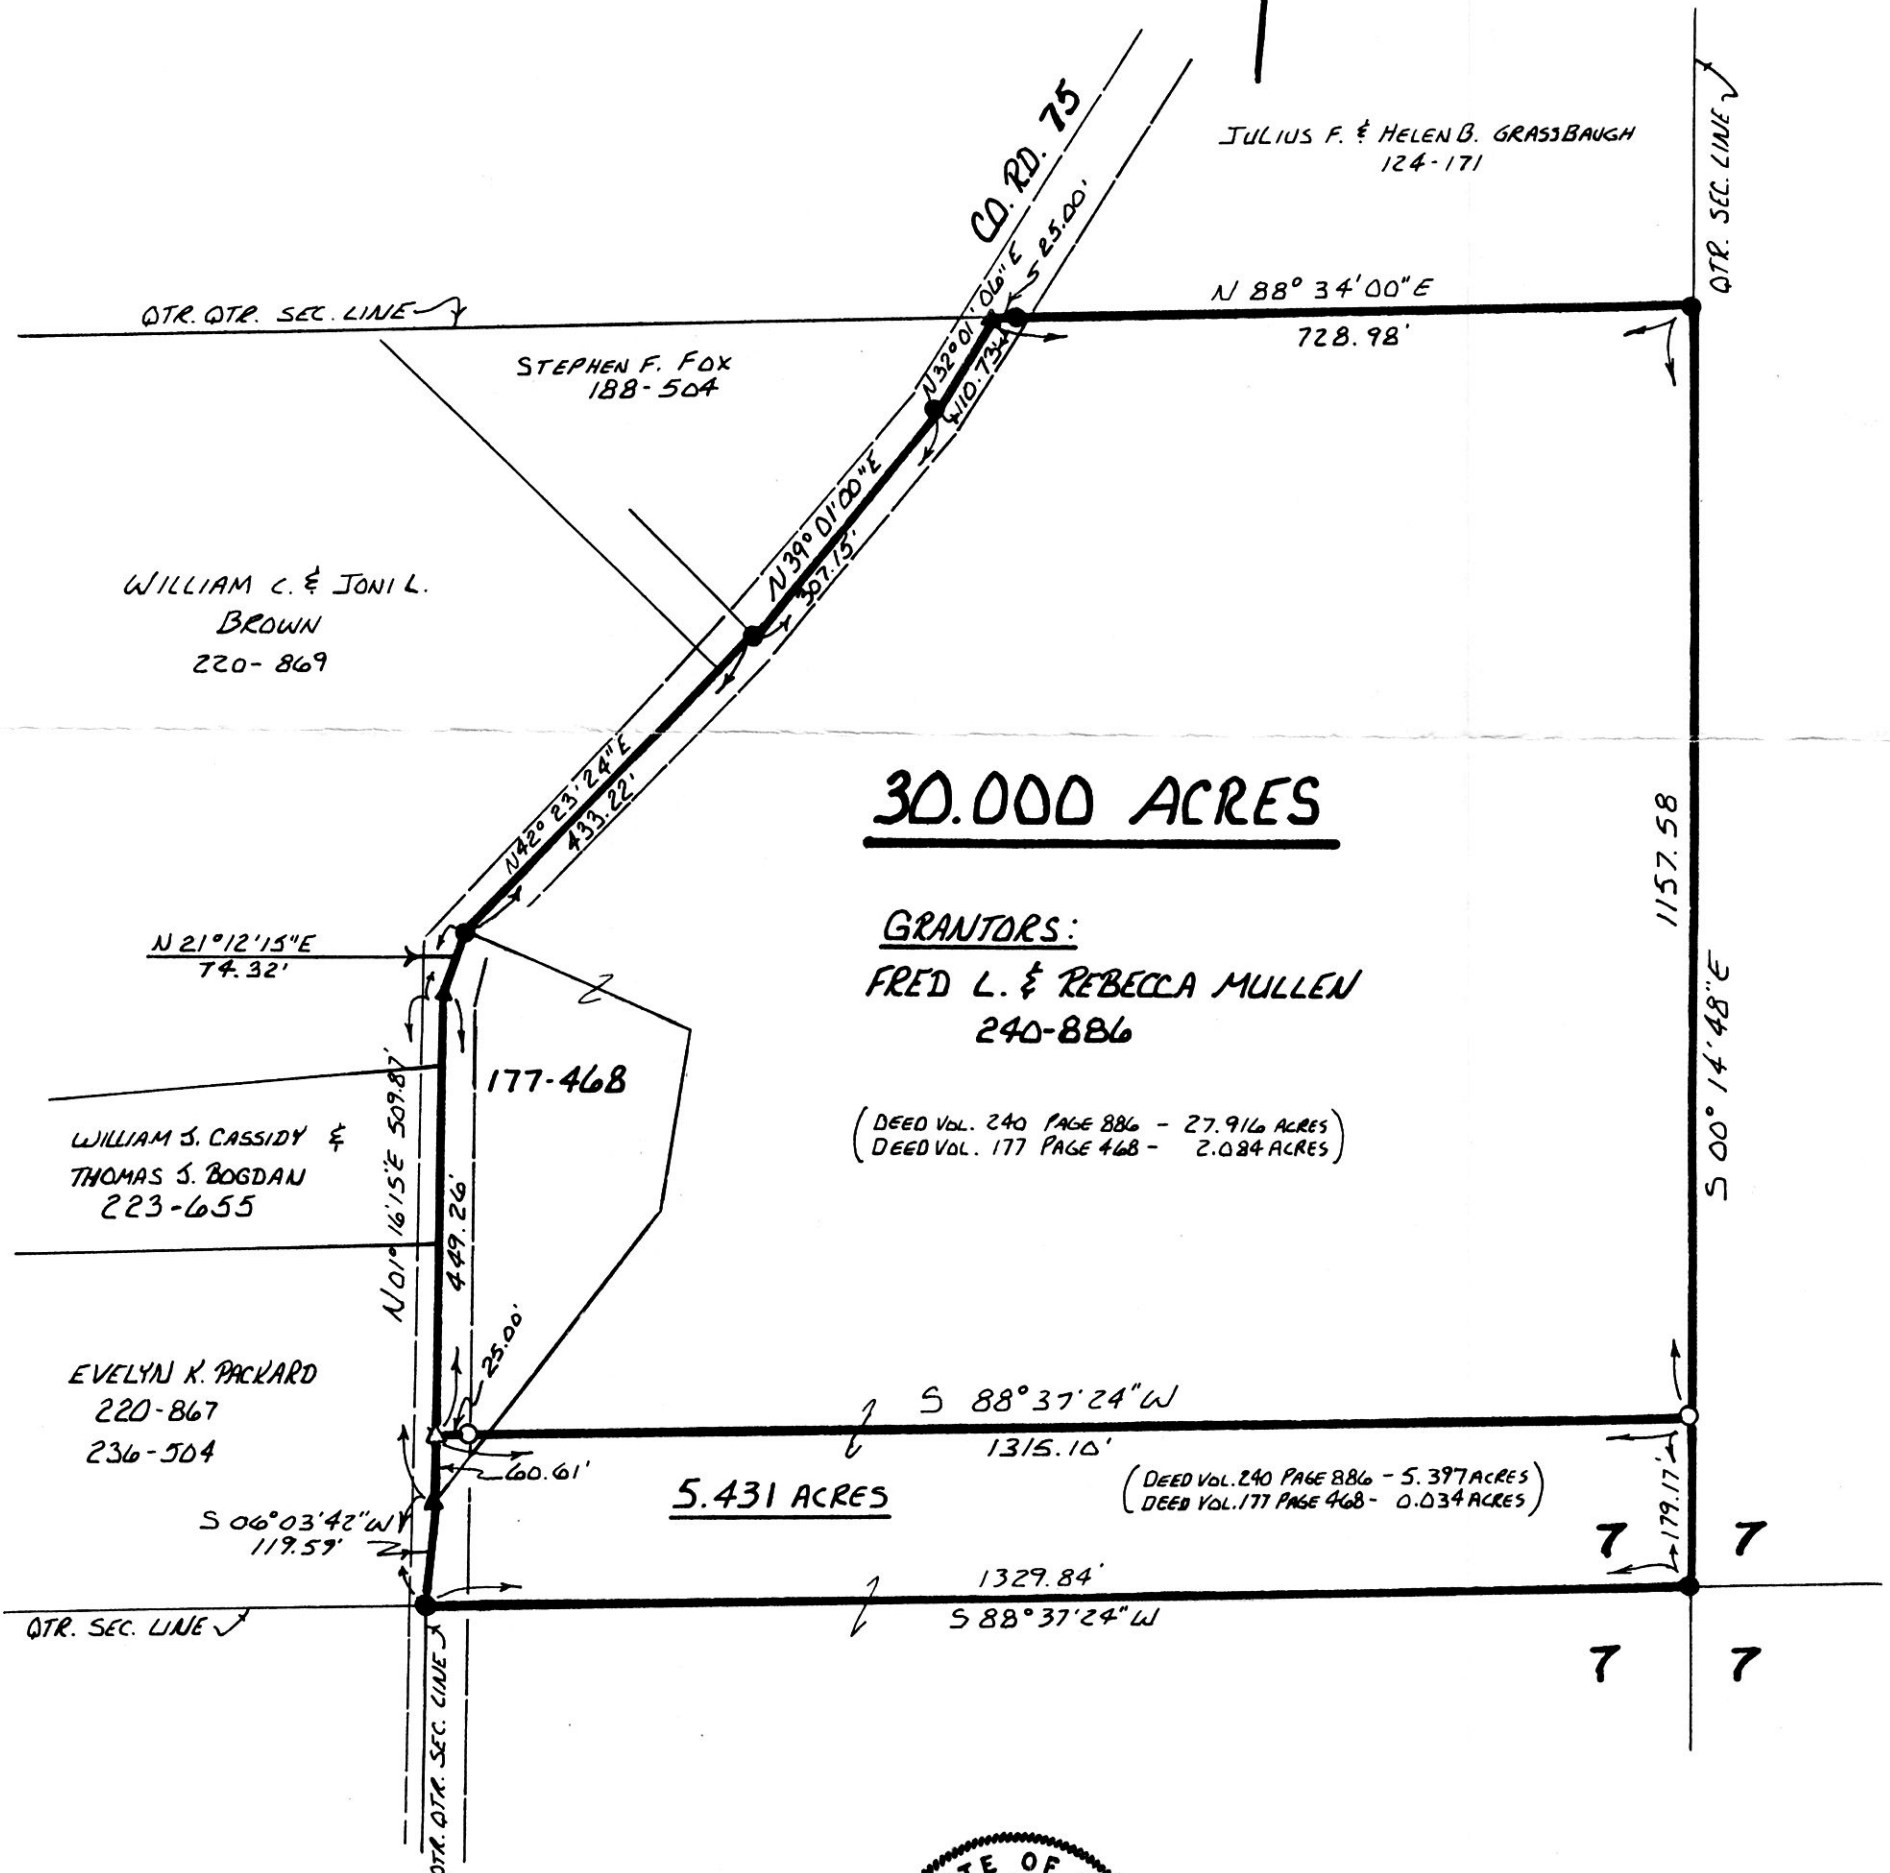 CO. RD. 75
JULIUS F. & HELEN B. GRASSBAUGH
124-171
QTR. SEC. LINE
25.00'
N 88° 34' 00" E
728.98'
QTR. QTR. SEC. LINE
STEPHEN F. FOX
188-504
N 32° 01' 06" E
110.73'
N 39° 01' 00" E
307.15'
WILLIAM C. & JONI L.
BROWN
220-869
N 42° 23' 24" E
433.22'
30.000 ACRES
1157.58
S 00° 14' 48" E
GRANTORS:
FRED L. & REBECCA MULLEN
240-886
N 21° 12' 15" E
74.32'
177-468
(DEED VOL. 240 PAGE 886 - 27.916 ACRES)
(DEED VOL. 177 PAGE 468 - 2.084 ACRES)
WILLIAM J. CASSIDY &
THOMAS J. BOGDAN
223-655
N 01° 16' 15" E 509.87'
449.26'
25.00'
EVELYN K. PACKARD
220-867
236-504
S 88° 37' 24" W
1315.10'
60.61'
5.431 ACRES
(DEED VOL. 240 PAGE 886 - 5.397 ACRES)
(DEED VOL. 177 PAGE 468 - 0.034 ACRES)
179.17'
S 06° 03' 42" W
119.59'
7 7
1329.84'
S 88° 37' 24" W
QTR. SEC. LINE
7 7
QTR. QTR. SEC. LINE
TE OF